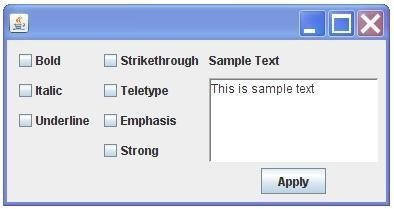 Bold
Italic
Underline
Strikethrough
Teletype
Emphasis
Strong
Sample Text
This is sample text
Apply